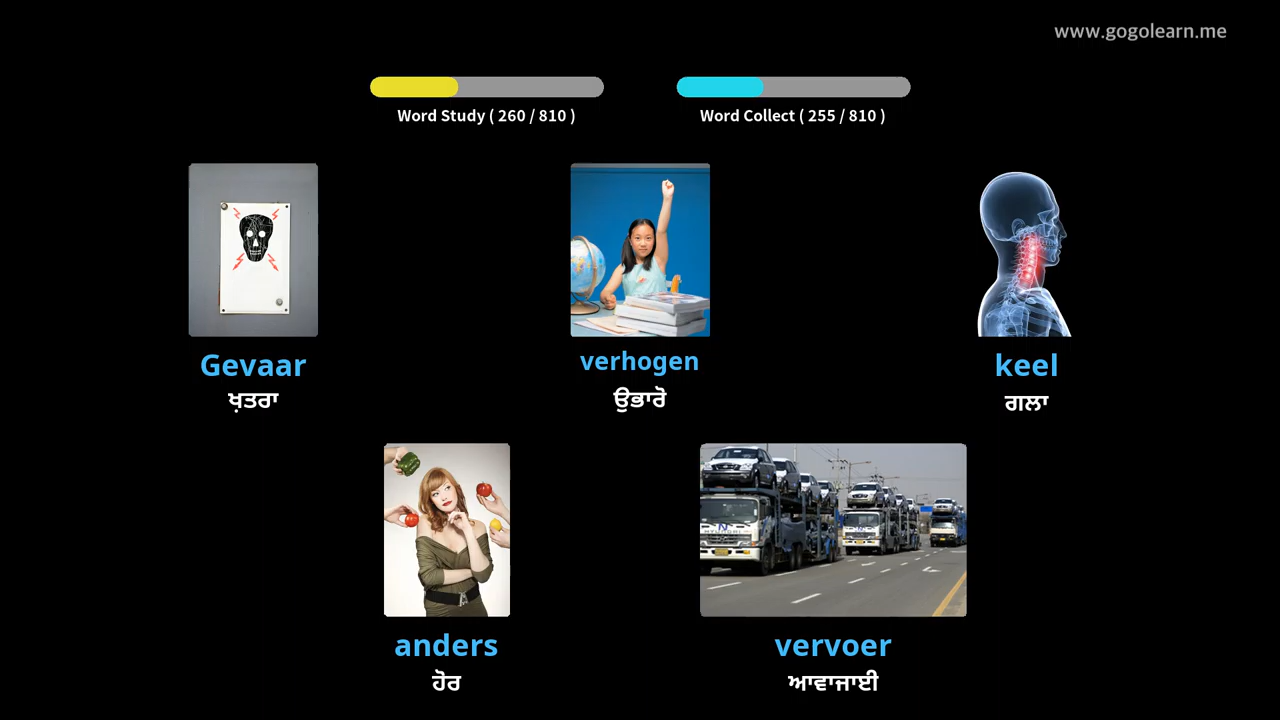 www.gogolearn.me
Word Study ( 260 / 810 )
Word Collect ( 255 / 810 )
Gevaar
ਖ਼ਤਰਾ
verhogen
ਉਭਾਰੋ
keel
ਗਲਾ
anders
ਹੋਰ
vervoer
ਆਵਾਜਾਈ